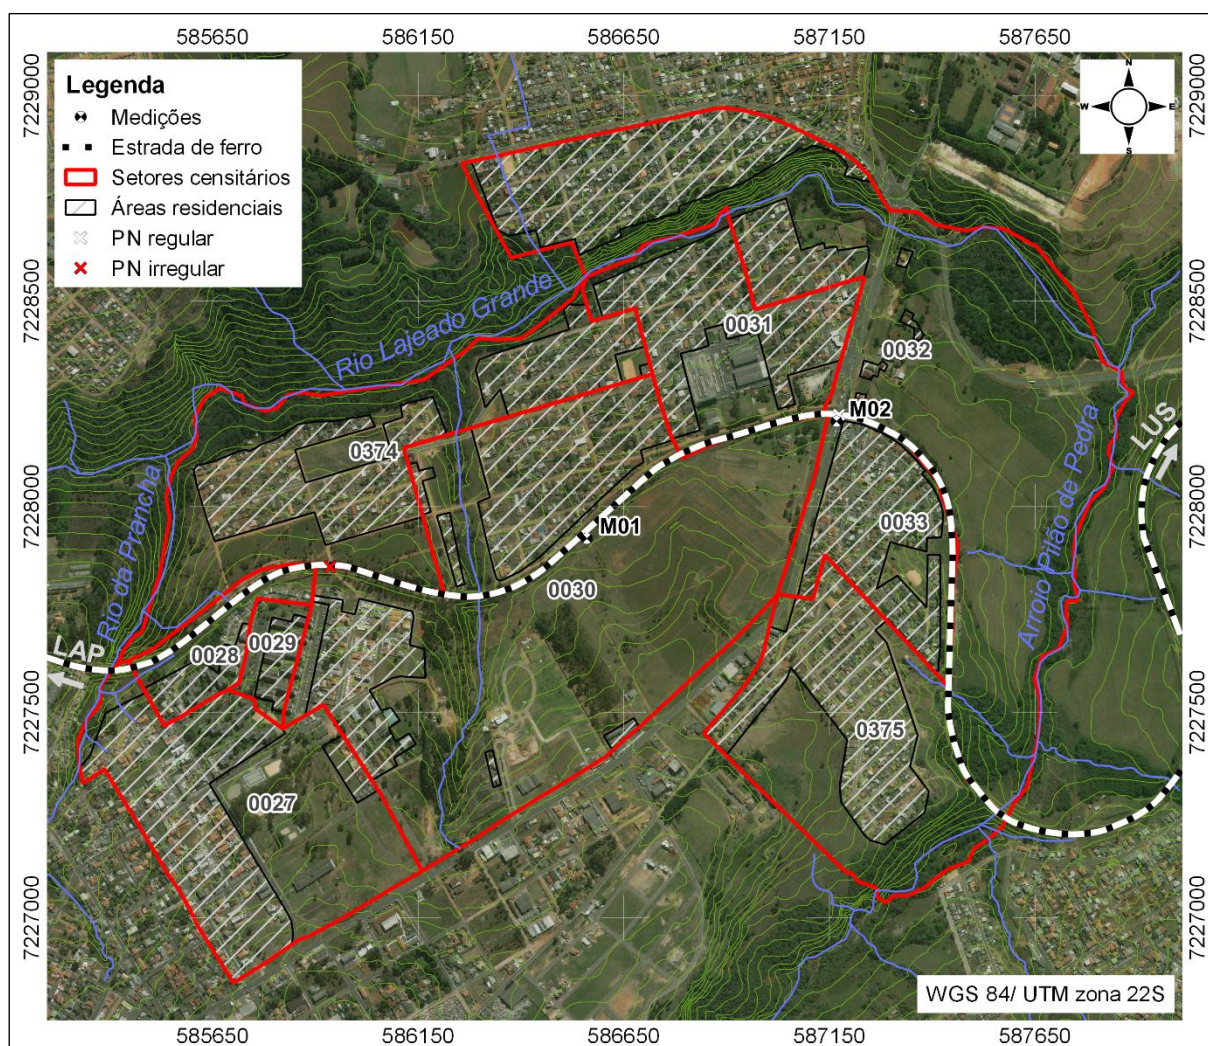 585650 586150 586650 587150 587650
7229000
7229000
Legenda
Medições
Estrada de ferro
Setores censitários
Áreas residenciais
PN regular
PN irregular
N
W E
S
7228500
7228500
Rio Lajeado Grande
0031
0032
M02
Arroio Pilão de Pedra
LUS
0374
Rio da Prancha
7228000
7228000
M01
0033
0030
LAP
0028
0029
7227500
7227500
0375
0027
7227000
7227000
WGS 84/ UTM zona 22S
585650 586150 586650 587150 587650